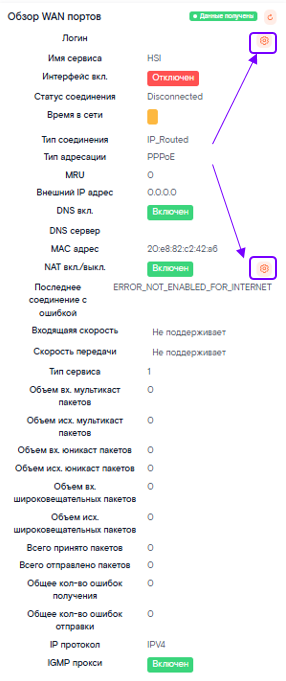 Обзор WAN портов
Данные получены
Логин
Имя сервиса HSI
Интерфейс вкл. Отключен
Статус соединения Disconnected
Время в сети
Тип соединения IP_Routed
Тип адресации PPPoE
MRU 0
Внешний IP адрес 0.0.0.0
DNS вкл. Включен
DNS сервер
MAC адрес 20:e8:82:c2:42:a6
NAT вкл./выкл. Включен
Последнее ERROR_NOT_ENABLED_FOR_INTERNET
соединение с
ошибкой
Входящая скорость Не поддерживает
Скорость передачи Не поддерживает
Тип сервиса 1
Объем вх. мультикаст 0
пакетов
Объем исх. мультикаст 0
пакетов
Объем вх. юникаст пакетов 0
Объем исх. юникаст пакетов 0
Объем вх. 0
широковещательных пакетов
Объем исх. 0
широковещательных пакетов
Всего принято пакетов 0
Всего отправлено пакетов 0
Общее кол-во ошибок 0
получения
Общее кол-во ошибок 0
отправки
IP протокол IPV4
IGMP прокси Включен